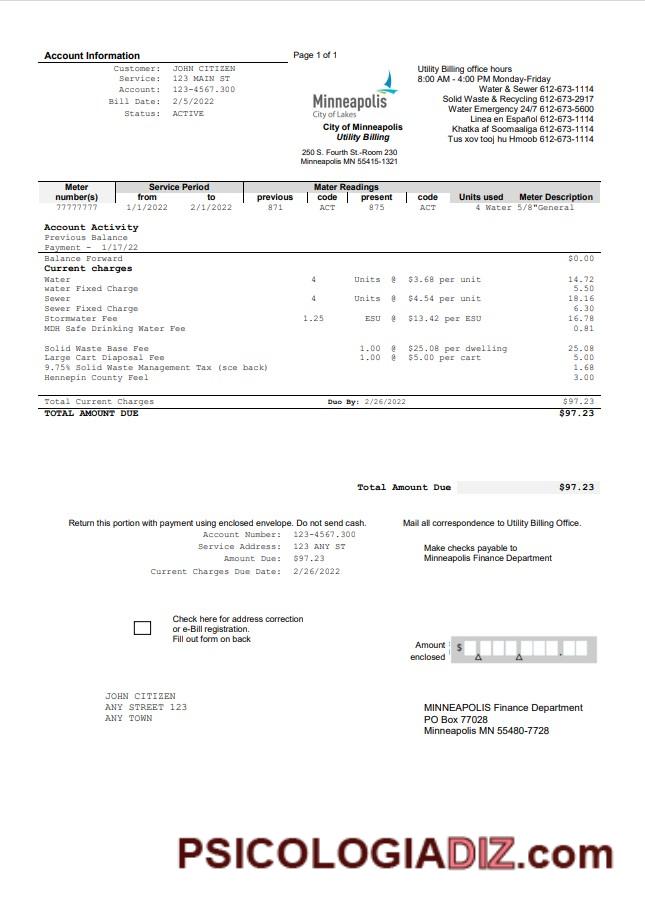 Account Information
Page 1 of 1
Customer: JOHN CITIZEN
Service: 123 MAIN ST
Account: 123-4567.300
Bill Date: 2/5/2022
Status: ACTIVE
Minneapolis
City of Lakes
City of Minneapolis
Utility Billing
250 S. Fourth St.-Room 230
Minneapolis MN 55415-1321
Utility Billing office hours
8:00 AM - 4:00 PM Monday-Friday
Water & Sewer 612-673-1114
Solid Waste & Recycling 612-673-2917
Water Emergency 24/7 612-673-5600
Linea en Español 612-673-1114
Khatka af Soomaaliga 612-673-1114
Tus xov tooj hu Hmoob 612-673-1114
Meter Service Period Mater Readings
number(s) from to previous code present code Units used Meter Description
77777777 1/1/2022 2/1/2022 871 ACT 875 ACT 4 Water 5/8"General
Account Activity
Previous Balance
Payment - 1/17/22
Balance Forward $0.00
Current charges
Water 4 Units @ $3.68 per unit 14.72
water Fixed Charge 5.50
Sewer 4 Units @ $4.54 per unit 18.16
Sewer Fixed Charge 6.30
Stormwater Fee 1.25 ESU @ $13.42 per ESU 16.78
MDH Safe Drinking Water Fee 0.81
Solid Waste Base Fee 1.00 @ $25.08 per dwelling 25.08
Large Cart Disposal Fee 1.00 @ $5.00 per cart 5.00
9.75% Solid Waste Management Tax (sce back) 1.68
Hennepin County Feel 3.00
Total Current Charges Duo By: 2/26/2022 $97.23
TOTAL AMOUNT DUE $97.23
Total Amount Due $97.23
Return this portion with payment using enclosed envelope. Do not send cash.
Mail all correspondence to Utility Billing Office.
Account Number: 123-4567.300
Service Address: 123 ANY ST
Amount Due: $97.23
Current Charges Due Date: 2/26/2022
Make checks payable to
Minneapolis Finance Department
Check here for address correction
or e-Bill registration.
Fill out form on back
Amount
enclosed
$ .
JOHN CITIZEN
ANY STREET 123
ANY TOWN
MINNEAPOLIS Finance Department
PO Box 77028
Minneapolis MN 55480-7728
PSICOLOGIADIZ.com